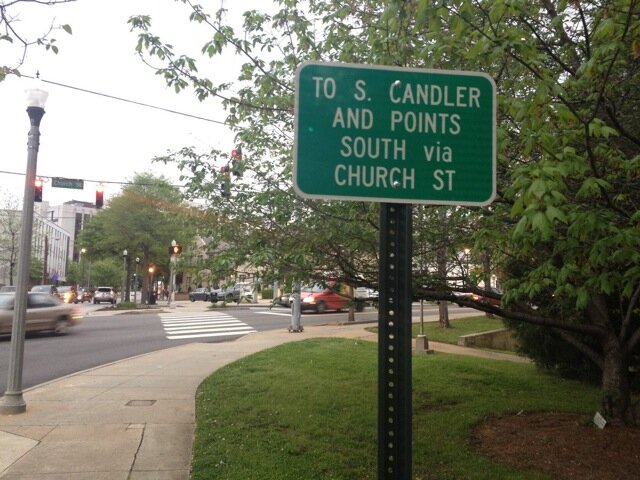 TO S. CANDLER
AND POINTS
SOUTH via
CHURCH ST